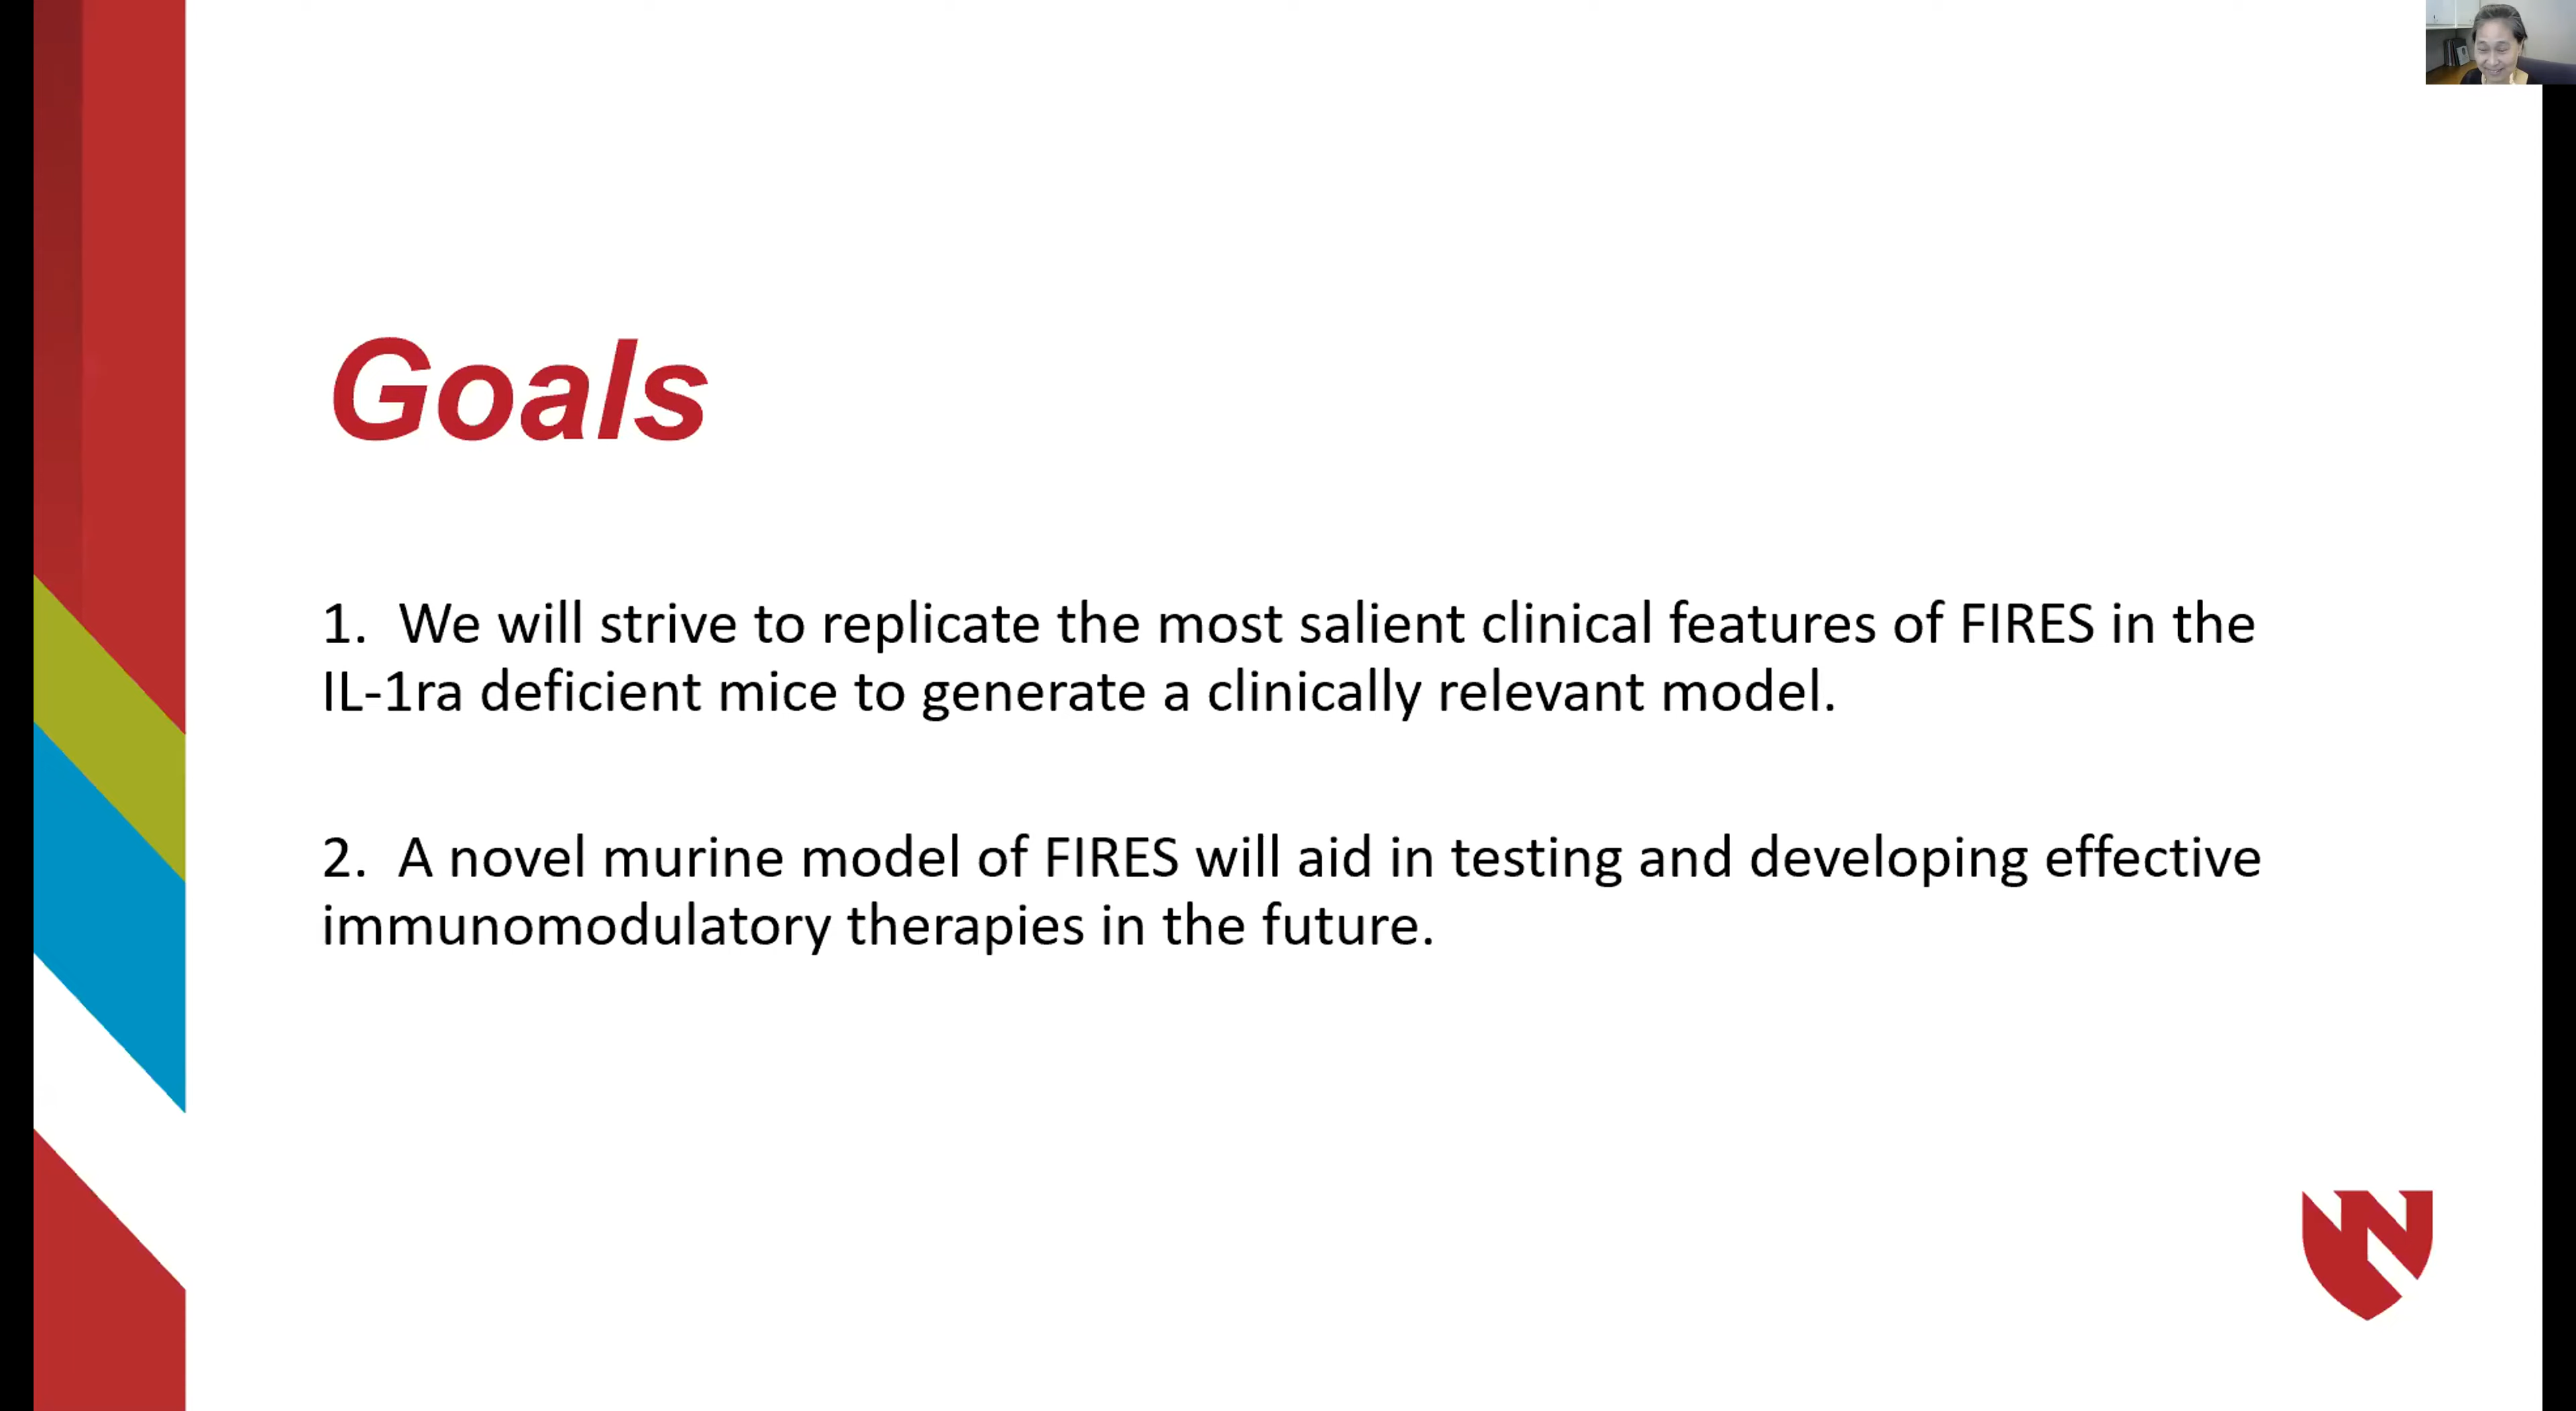 Goals
1. We will strive to replicate the most salient clinical features of FIRES in the
IL-1ra deficient mice to generate a clinically relevant model.
2. A novel murine model of FIRES will aid in testing and developing effective
immunomodulatory therapies in the future.
N